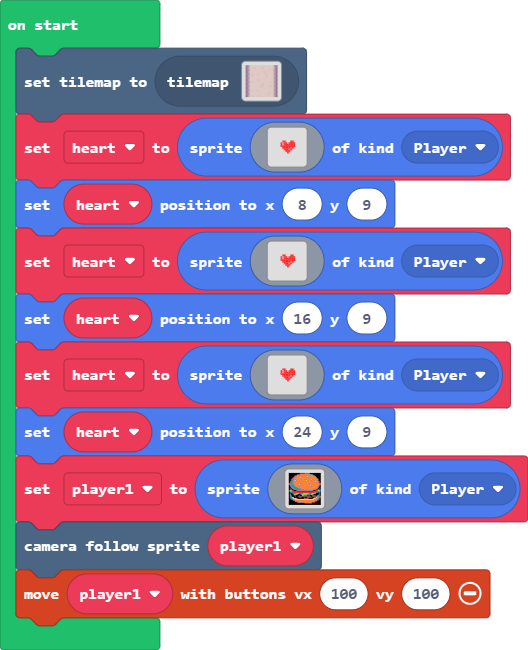 on start
set tilemap to tilemap
set heart to sprite of kind Player
set heart position to x 8 y 9
set heart to sprite of kind Player
set heart position to x 16 y 9
set heart to sprite of kind Player
set heart position to x 24 y 9
set player1 to sprite of kind Player
camera follow sprite player1
move player1 with buttons vx 100 vy 100